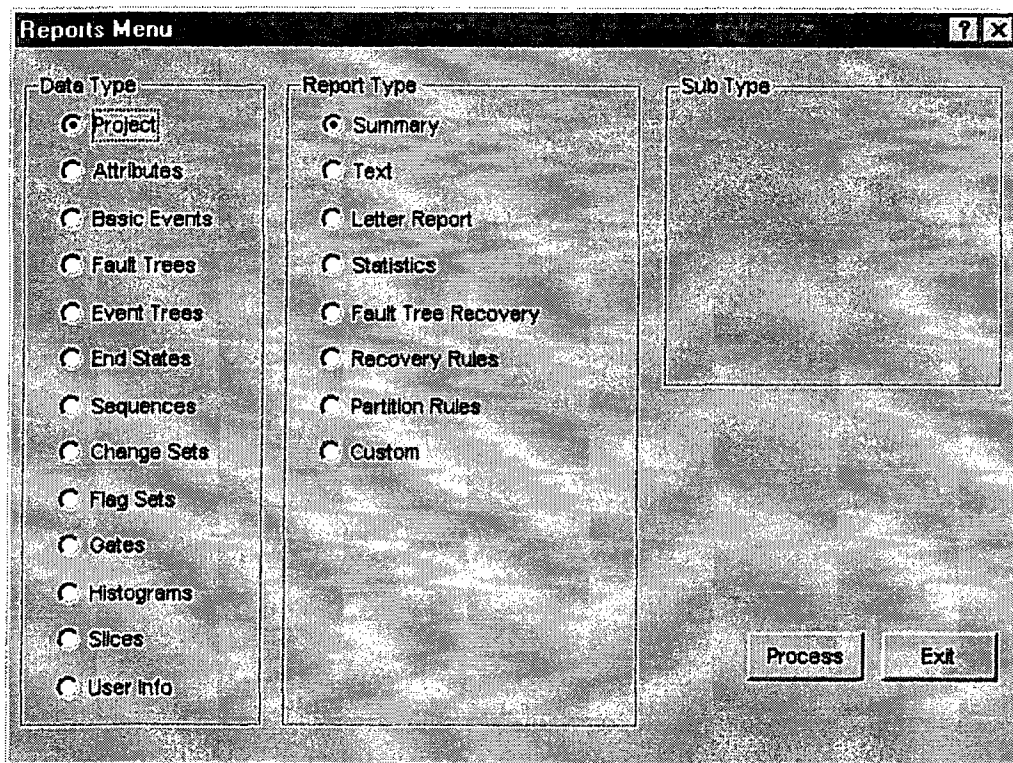 Reports Menu
Data Type
Project
Attributes
Basic Events
Fault Trees
Event Trees
End States
Sequences
Change Sets
Flag Sets
Gates
Histograms
Slices
User Info
Report Type
Summary
Text
Letter Report
Statistics
Fault Tree Recovery
Recovery Rules
Partition Rules
Custom
Sub Type
Process
Exit